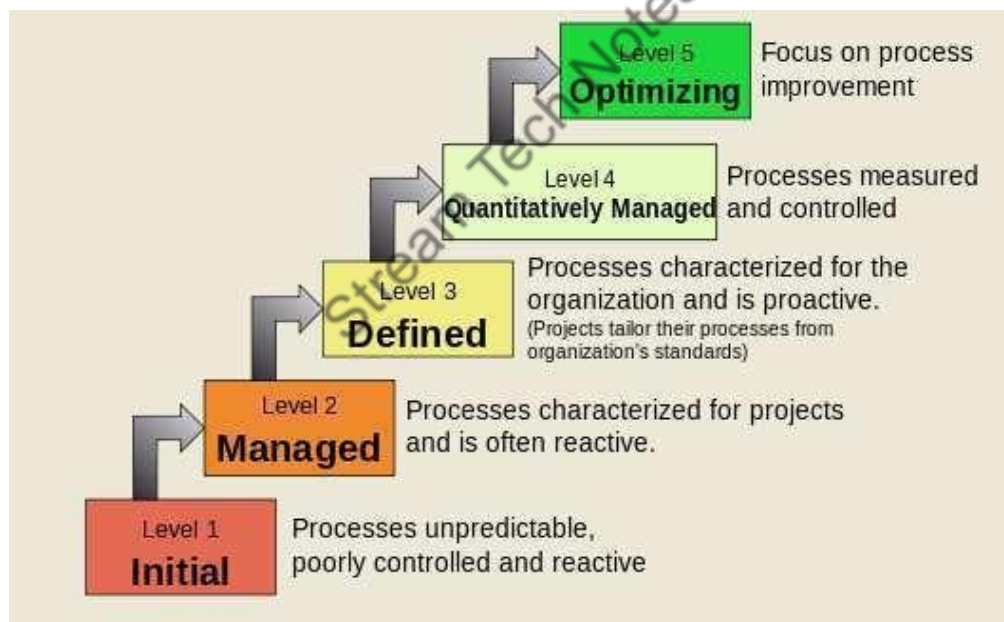 Level 5
Optimizing
Focus on process
improvement
Level 4
Quantitatively Managed
Processes measured
and controlled
Level 3
Defined
Processes characterized for the
organization and is proactive.
(Projects tailor their processes from
organization's standards)
Level 2
Managed
Processes characterized for projects
and is often reactive.
Level 1
Initial
Processes unpredictable,
poorly controlled and reactive
Stream Tech Notes